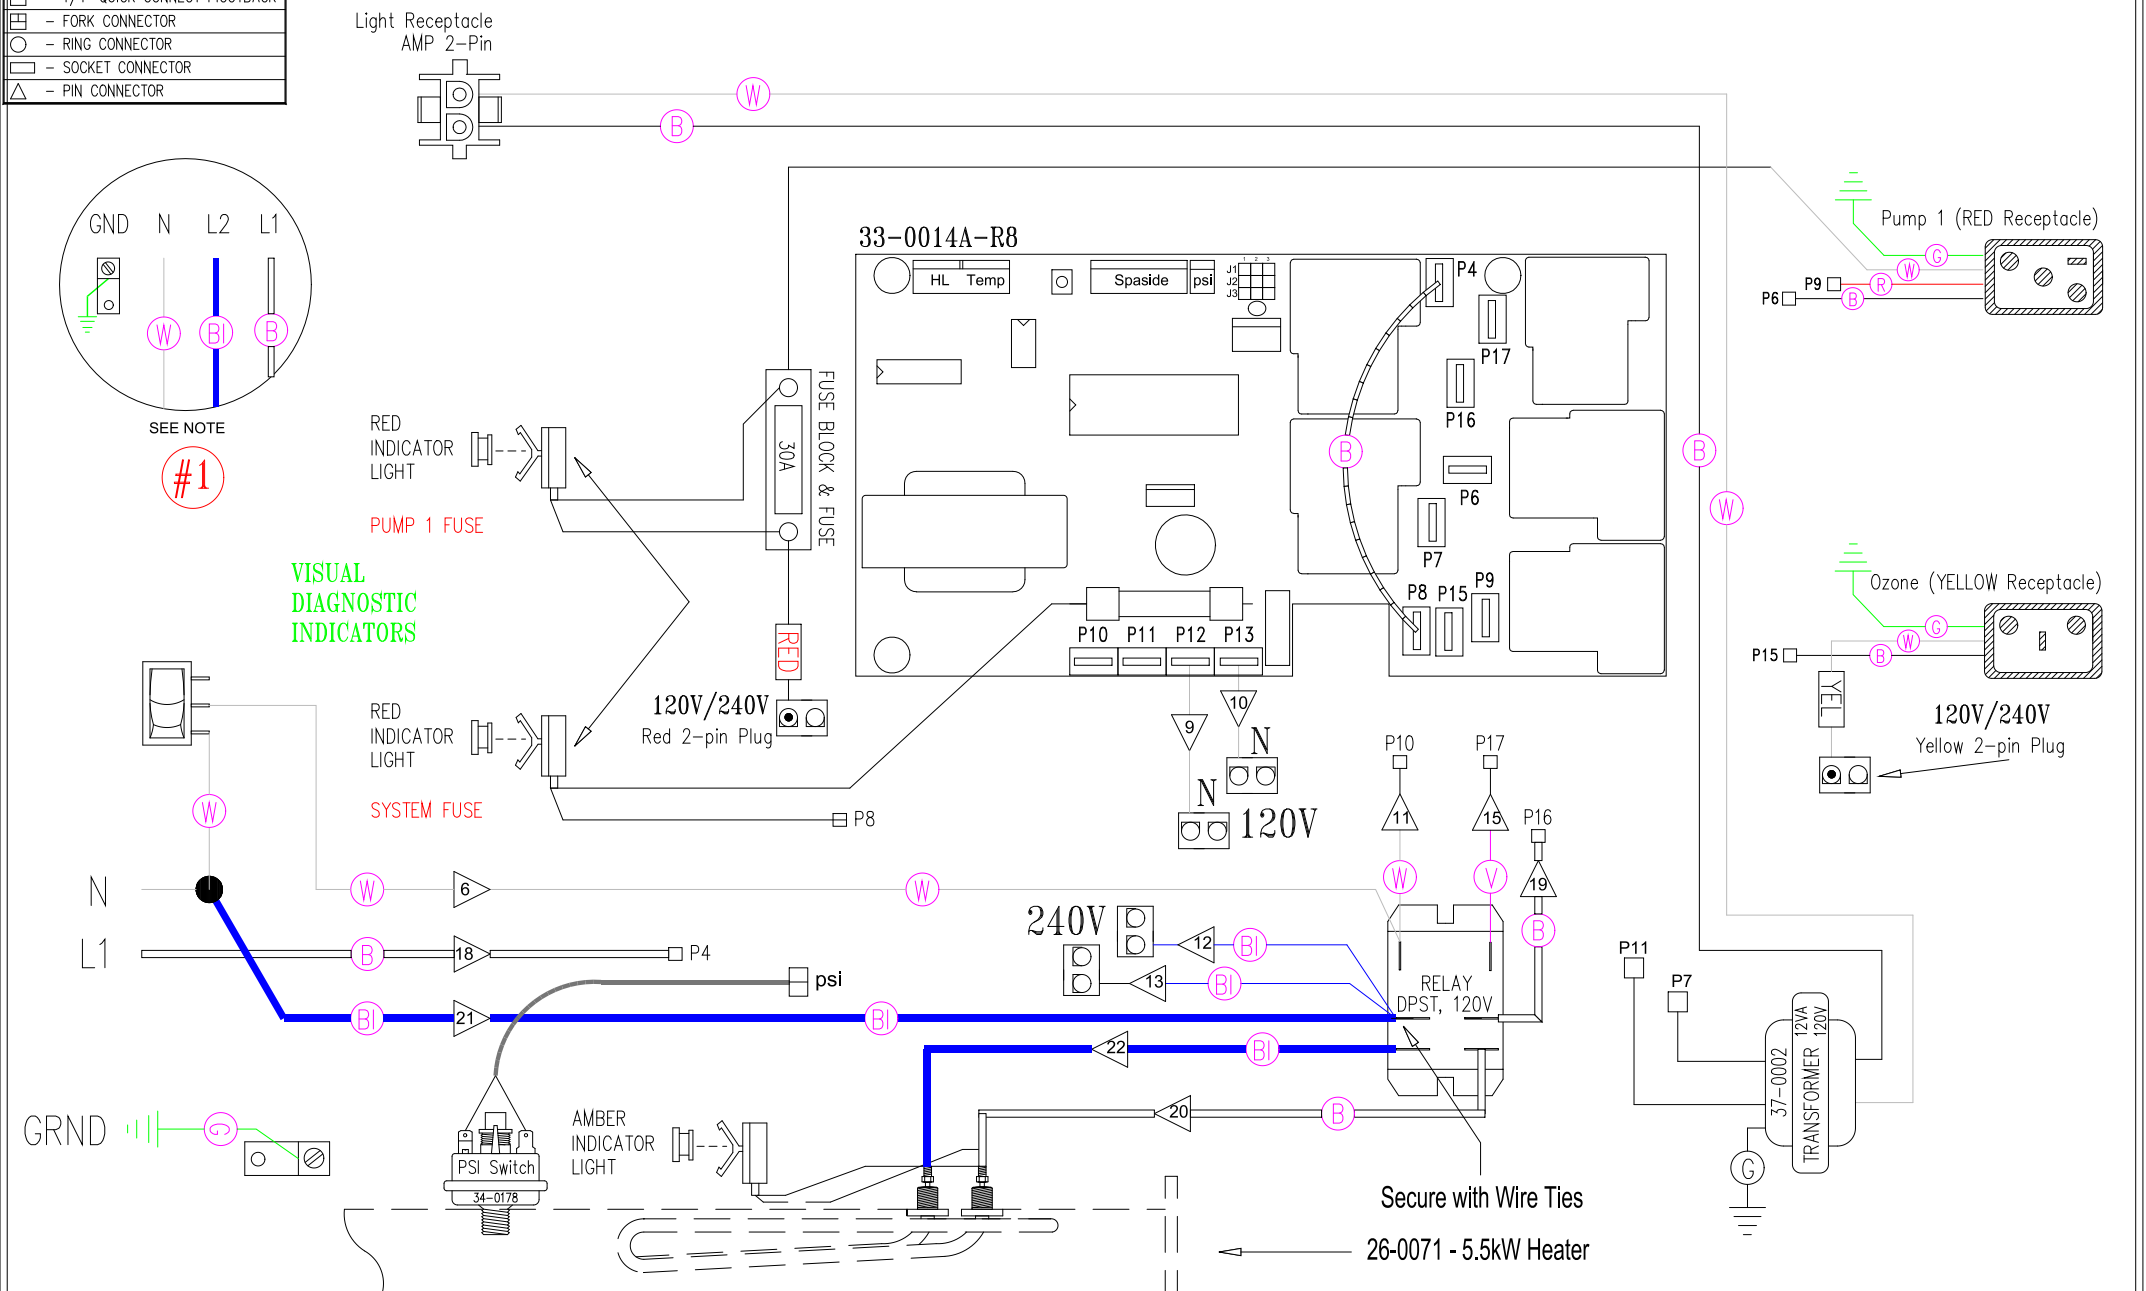 - FORK CONNECTOR
- RING CONNECTOR
- SOCKET CONNECTOR
- PIN CONNECTOR
Light Receptacle
AMP 2-Pin
W
B
GND N L2 L1
W
Bl
B
SEE NOTE
#1
33-0014A-R8
HL Temp
Spaside
psi
1 2 3
J1
J2
J3
P4
P17
P16
P6
P7
P8
P15
P9
P10
P11
P12
P13
B
Pump 1 (RED Receptacle)
G
W
P9
R
P6
B
RED
INDICATOR
LIGHT
PUMP 1 FUSE
FUSE BLOCK & FUSE
30A
RED
120V/240V
Red 2-pin Plug
VISUAL
DIAGNOSTIC
INDICATORS
RED
INDICATOR
LIGHT
SYSTEM FUSE
P8
9
10
N
N
120V
B
W
Ozone (YELLOW Receptacle)
G
W
P15
B
YEL
120V/240V
Yellow 2-pin Plug
P10
P17
P16
11
15
19
W
V
B
W
N
W
6
W
L1
B
18
P4
psi
Bl
21
Bl
240V
12
Bl
13
Bl
RELAY
DPST, 120V
22
Bl
20
B
P11
P7
37-0002
TRANSFORMER
12VA
120V
G
GRND
G
PSI Switch
34-0178
AMBER
INDICATOR
LIGHT
Secure with Wire Ties
26-0071 - 5.5kW Heater